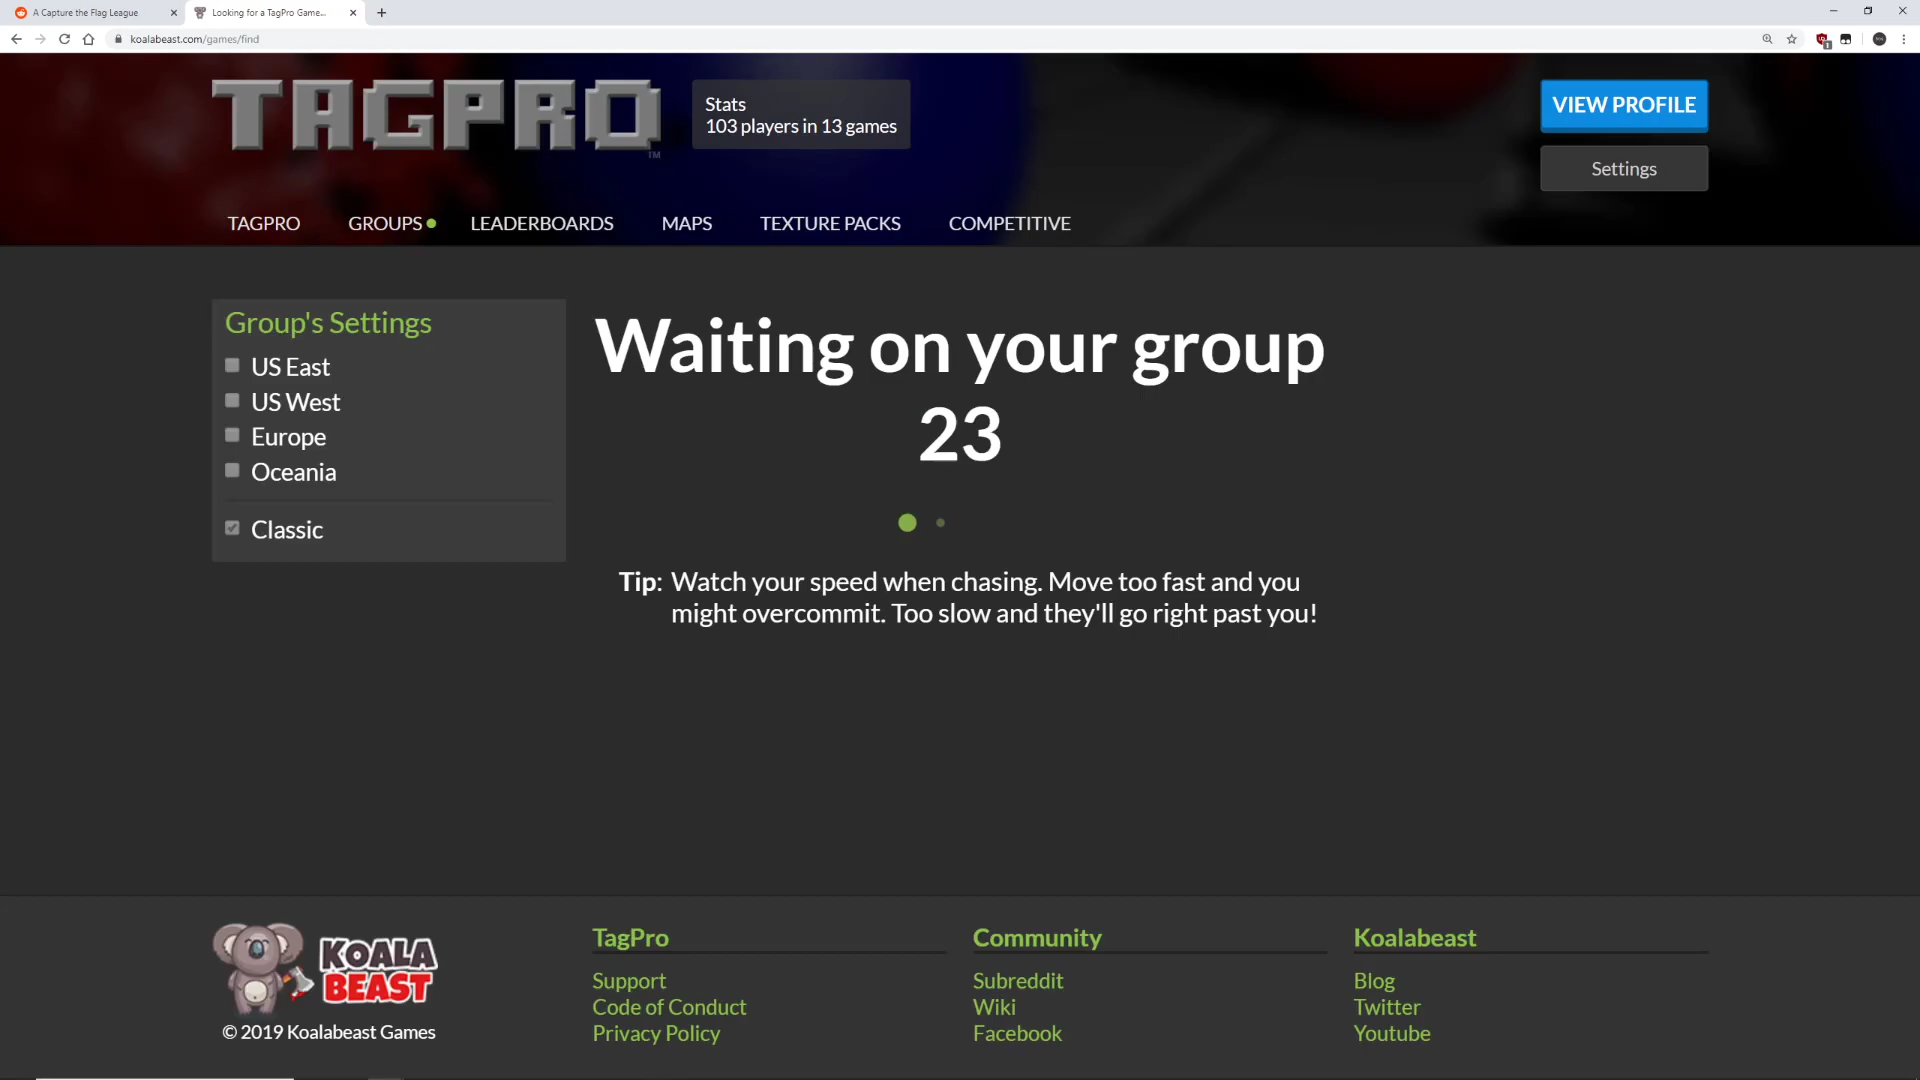 A Capture the Flag League
Looking for a TagPro Game...
koalabeast.com/games/find
TAGPRO
TM
Stats
103 players in 13 games
VIEW PROFILE
Settings
TAGPRO GROUPS LEADERBOARDS MAPS TEXTURE PACKS COMPETITIVE
Group's Settings
US East
US West
Europe
Oceania
Classic
Waiting on your group
23
Tip: Watch your speed when chasing. Move too fast and you
might overcommit. Too slow and they'll go right past you!
KOALA
BEAST
© 2019 Koalabeast Games
TagPro
Support
Code of Conduct
Privacy Policy
Community
Subreddit
Wiki
Facebook
Koalabeast
Blog
Twitter
Youtube